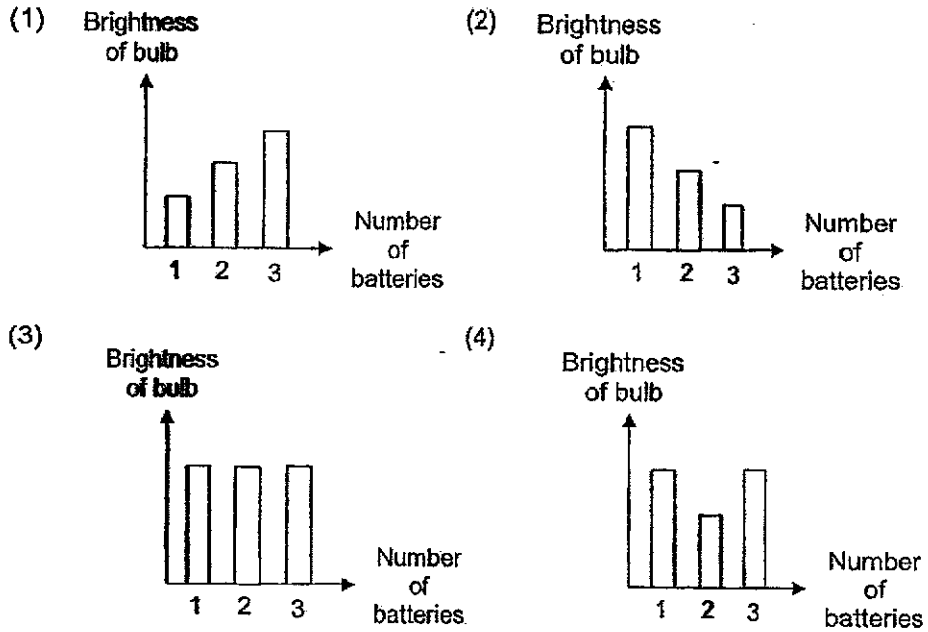 (1)
Brightness
of bulb
1 2 3
Number
of
batteries
(2)
Brightness
of bulb
1 2 3
Number
of
batteries
(3)
Brightness
of bulb
1 2 3
Number
of
batteries
(4)
Brightness
of bulb
1 2 3
Number
of
batteries